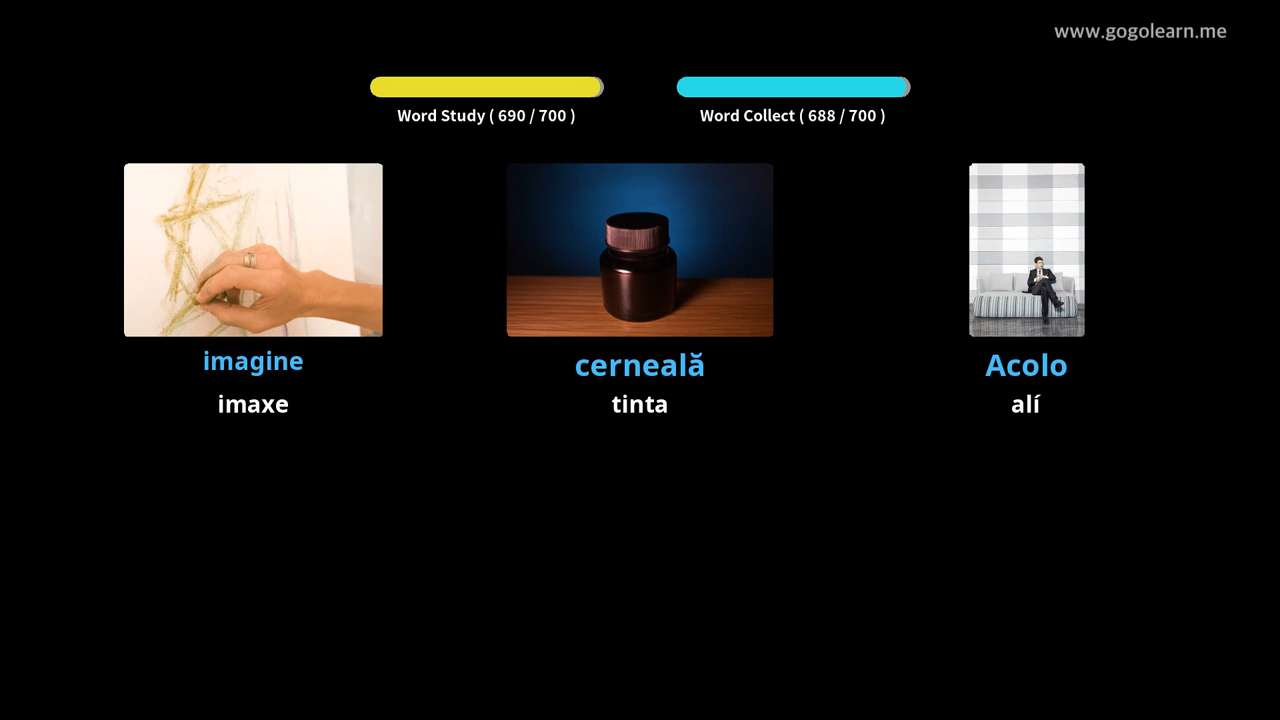 www.gogolearn.me
Word Study ( 690 / 700 )
Word Collect ( 688 / 700 )
imagine
imaxe
cerneală
tinta
Acolo
alí